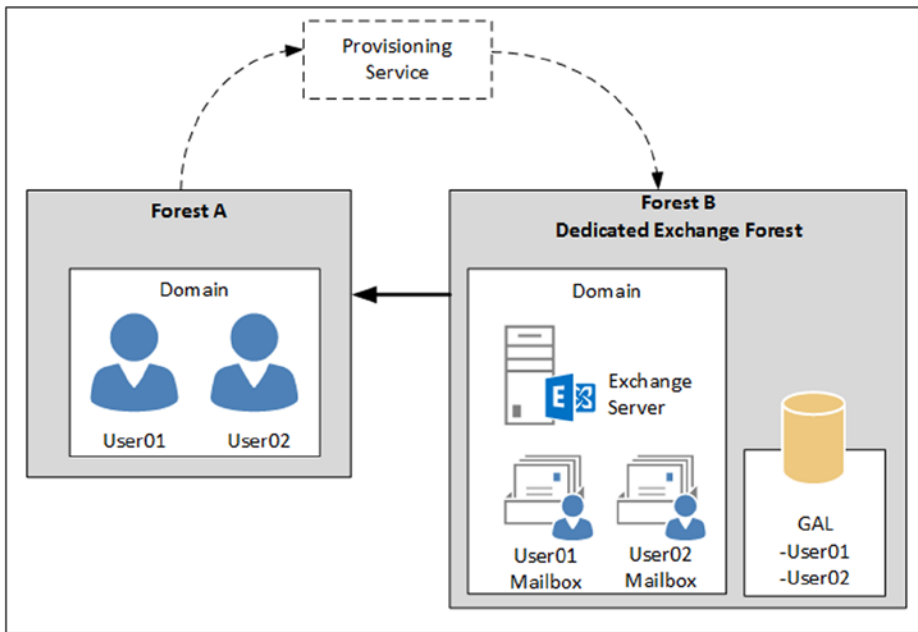 Provisioning
Service
Forest A
Domain
User01
User02
Forest B
Dedicated Exchange Forest
Domain
E
Exchange
Server
User01
Mailbox
User02
Mailbox
GAL
-User01
-User02